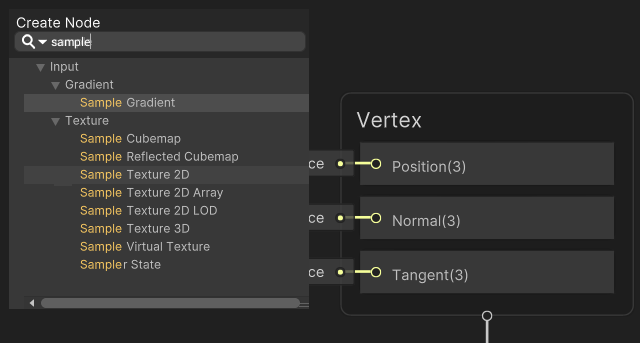 Create Node
sample
Input
Gradient
Sample Gradient
Texture
Sample Cubemap
Sample Reflected Cubemap
Sample Texture 2D
Sample Texture 2D Array
Sample Texture 2D LOD
Sample Texture 3D
Sample Virtual Texture
Sampler State
Vertex
ce
Position(3)
ce
Normal(3)
ce
Tangent(3)